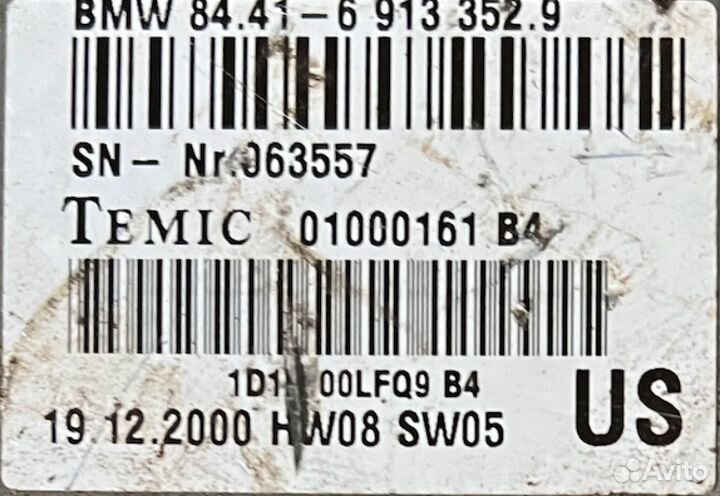 BMW 84.41-6 913 352.9
SN- Nr.063557
TEMIC 01000161 B4
00LFQ9 B4
19.12.2000 HW08 SW05
US
Avito